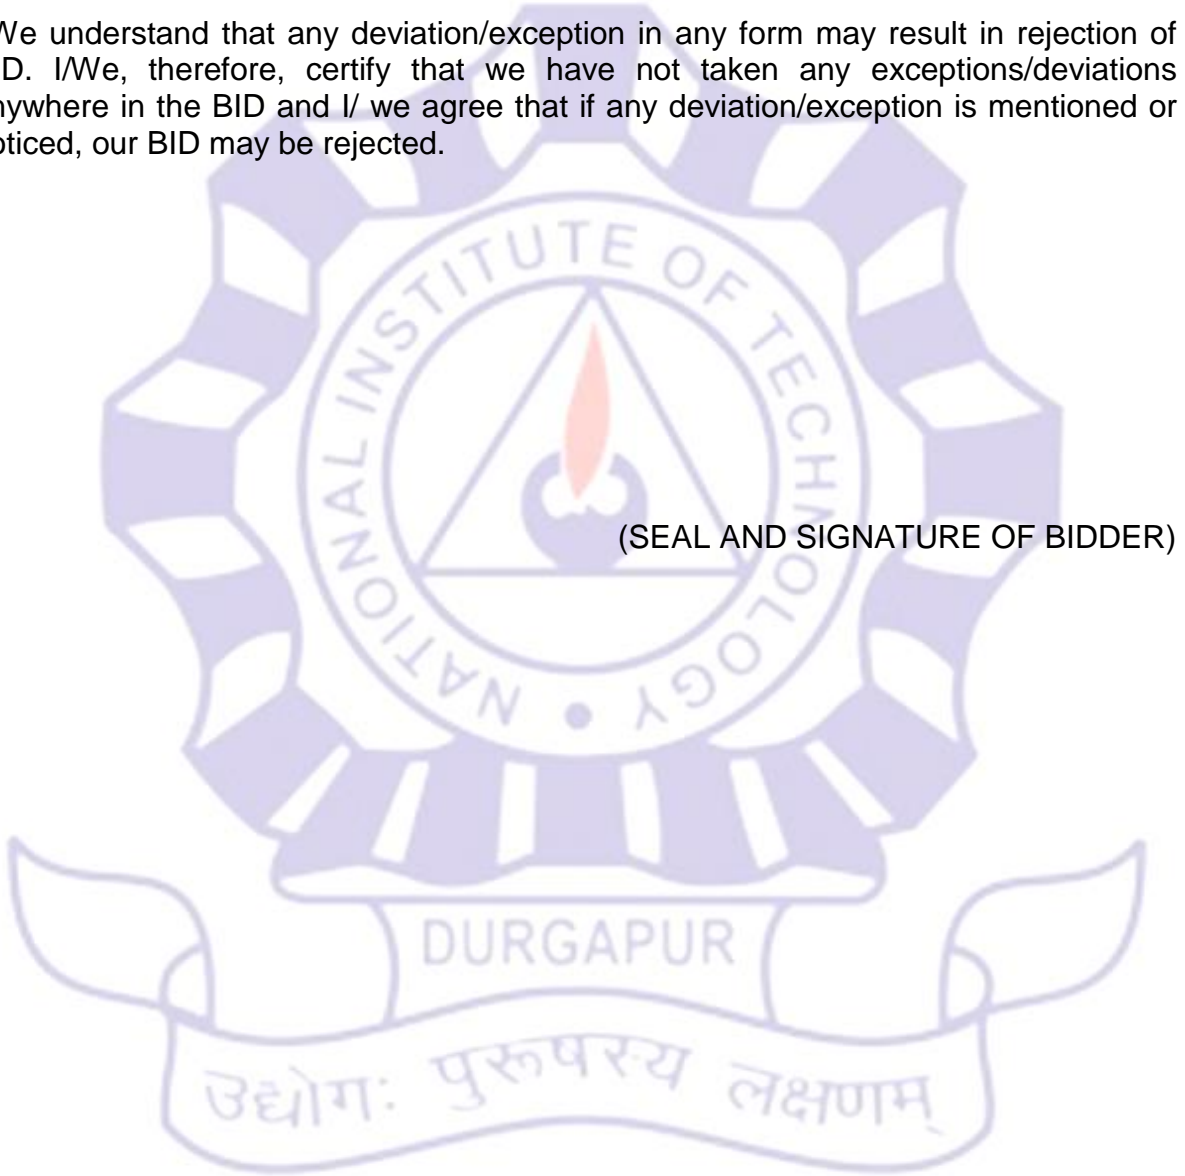 We understand that any deviation/exception in any form may result in rejection of
D. I/We, therefore, certify that we have not taken any exceptions/deviations
nywhere in the BID and I/ we agree that if any deviation/exception is mentioned or
oticed, our BID may be rejected.
NATIONAL INSTITUTE OF TECHNOLOGY
(SEAL AND SIGNATURE OF BIDDER)
DURGAPUR
उद्योग: पुरूषस्य लक्षणम्